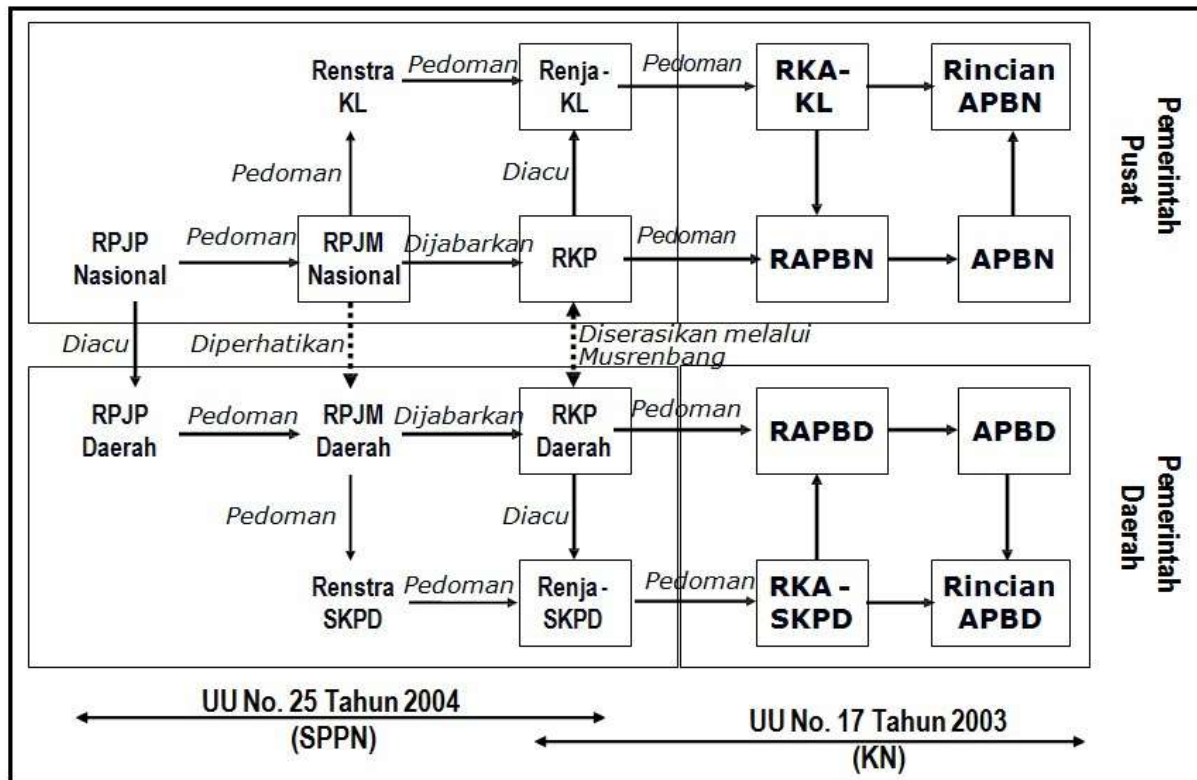 Renstra
KL
Pedoman
Renja -
KL
Pedoman
RKA-
KL
Rincian
APBN
Pemerintah
Pusat
Pedoman
Diacu
RPJP
Nasional
Pedoman
RPJM
Nasional
Dijabarkan
RKP
Pedoman
RAPBN
APBN
Diacu
Diperhatikan
Diserasikan melalui
Musrenbang
RPJP
Daerah
Pedoman
RPJM
Daerah
Dijabarkan
RKP
Daerah
Pedoman
RAPBD
APBD
Pemerintah
Daerah
Pedoman
Diacu
Renstra
SKPD
Pedoman
Renja -
SKPD
Pedoman
RKA -
SKPD
Rincian
APBD
UU No. 25 Tahun 2004
(SPPN)
UU No. 17 Tahun 2003
(KN)